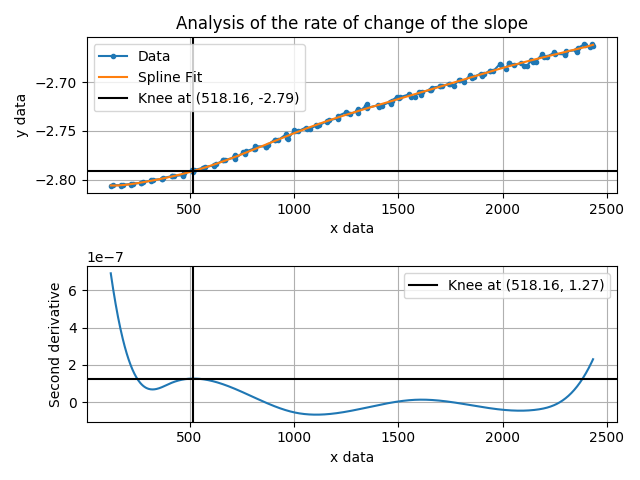 Analysis of the rate of change of the slope
Data
Spline Fit
Knee at (518.16, -2.79)
y data
−2.70
−2.75
−2.80
500
1000
1500
2000
2500
x data
1e−7
Knee at (518.16, 1.27)
Second derivative
6
4
2
0
500
1000
1500
2000
2500
x data